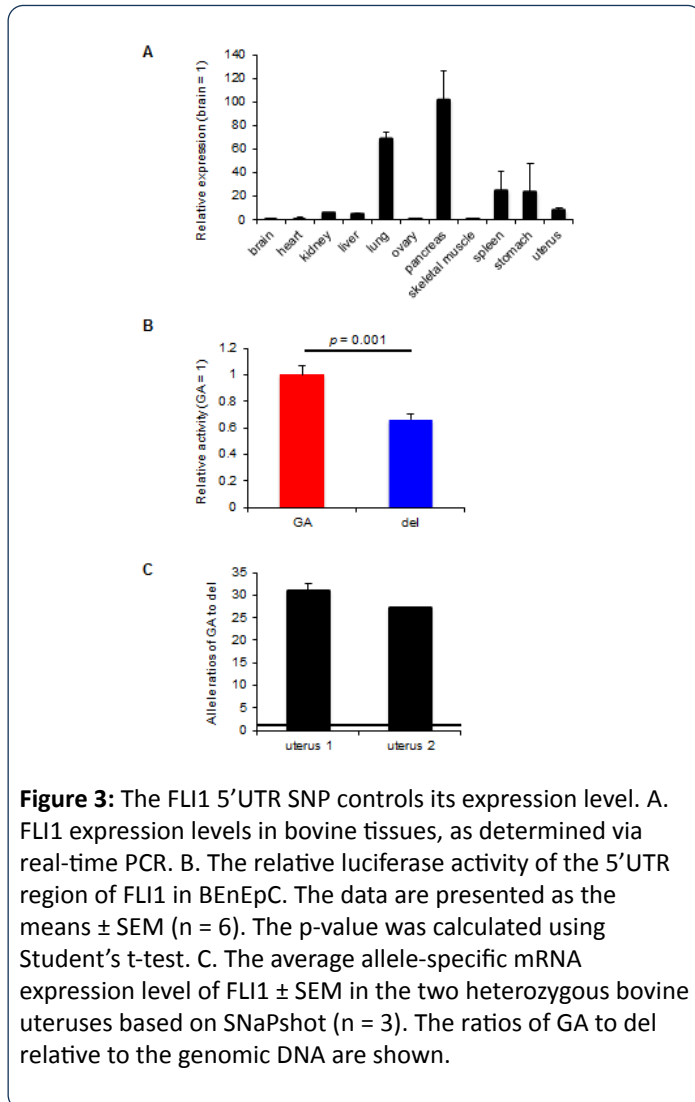 A
Relative expression (brain = 1)
140
120
100
80
60
40
20
0
brain
heart
kidney
liver
lung
ovary
pancreas
skeletal muscle
spleen
stomach
uterus
B
p = 0.001
Relative activity (GA = 1)
1.2
1
0.8
0.6
0.4
0.2
0
GA
del
C
Allele ratios of GA to del
35
30
25
20
15
10
5
0
uterus 1
uterus 2
Figure 3: The FLI1 5’UTR SNP controls its expression level. A.
FLI1 expression levels in bovine tissues, as determined via
real-time PCR. B. The relative luciferase activity of the 5’UTR
region of FLI1 in BEnEpC. The data are presented as the
means ± SEM (n = 6). The p-value was calculated using
Student’s t-test. C. The average allele-specific mRNA
expression level of FLI1 ± SEM in the two heterozygous bovine
uteruses based on SNaPshot (n = 3). The ratios of GA to del
relative to the genomic DNA are shown.